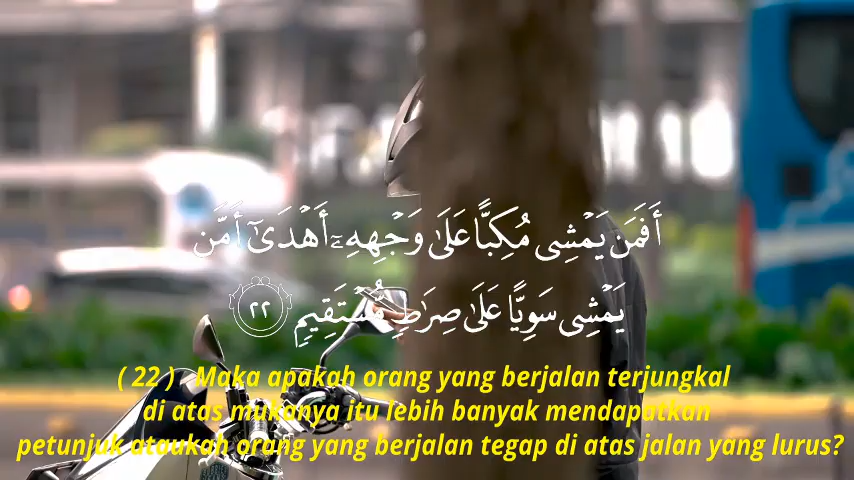 أَفَمَن يَمْشِى مُكِبًّا عَلَىٰ وَجْهِهِۦٓ أَهْدَىٰٓ أَمَّن
يَمْشِى سَوِيًّا عَلَىٰ صِرَٰطٍ مُّسْتَقِيمٍ ٢٢
( 22 ) Maka apakah orang yang berjalan terjungkal
di atas mukanya itu lebih banyak mendapatkan
petunjuk ataukah orang yang berjalan tegap di atas jalan yang lurus?